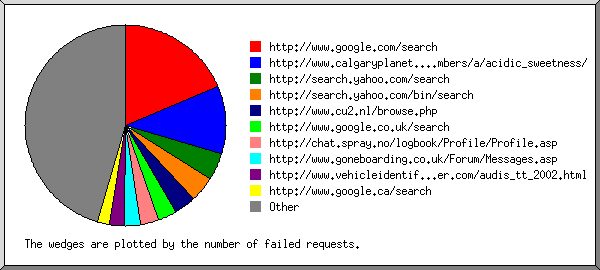 http://www.google.com/search
http://www.calgaryplanet....mbers/a/acidic_sweetness/
http://search.yahoo.com/search
http://search.yahoo.com/bin/search
http://www.cu2.nl/browse.php
http://www.google.co.uk/search
http://chat.spray.no/logbook/Profile/Profile.asp
http://www.goneboarding.co.uk/Forum/Messages.asp
http://www.vehicleidentif...er.com/audis_tt_2002.html
http://www.google.ca/search
Other
The wedges are plotted by the number of failed requests.